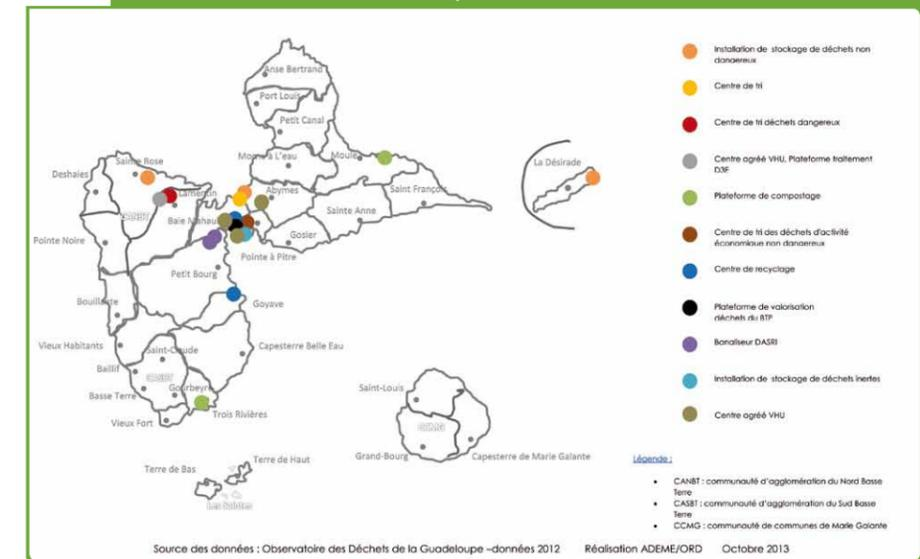 Anse Bertrand
Port Louis
Petit Canal
Morne à L'eau
Moule
Sainte Rose
Deshaies
Lamentin
Abymes
Saint François
La Désirade
CANBT
Baie Mahault
Sainte Anne
Gosier
Pointe Noire
Pointe à Pitre
Petit Bourg
Bouillante
Goyave
Vieux Habitants
Saint-Claude
Capesterre Belle Eau
Baillif
CASBT
Gourbeyre
Basse Terre
Trois Rivières
Vieux Fort
Saint-Louis
CCMG
Grand-Bourg
Capesterre de Marie Galante
Terre de Bas
Terre de Haut
Les Saintes
Installation de stockage de déchets non
dangereux
Centre de tri
Centre de tri déchets dangereux
Centre agréé VHU, Plateforme traitement
D3E
Plateforme de compostage
Centre de tri des déchets d'activité
économique non dangereux
Centre de recyclage
Plateforme de valorisation
déchets du BTP
Banaliseur DASRI
Installation de stockage de déchets inertes
Centre agréé VHU
Légende :
• CANBT : communauté d'agglomération du Nord Basse
Terre
• CASBT : communauté d'agglomération du Sud Basse
Terre
• CCMG : communauté de communes de Marie Galante
Source des données : Observatoire des Déchets de la Guadeloupe –données 2012 Réalisation ADEME/ORD Octobre 2013